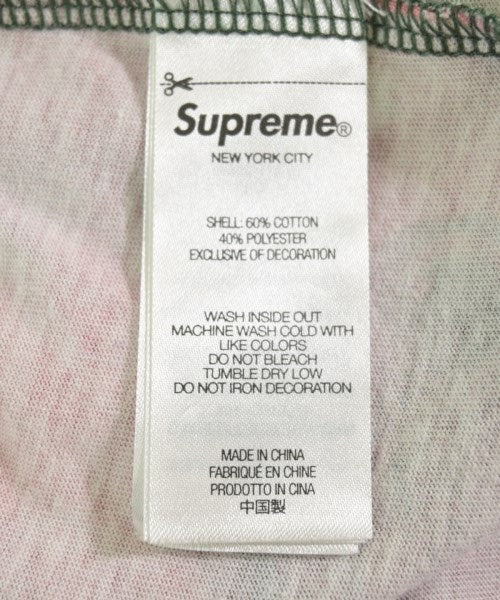 Supreme®
NEW YORK CITY
SHELL: 60% COTTON
40% POLYESTER
EXCLUSIVE OF DECORATION
WASH INSIDE OUT
MACHINE WASH COLD WITH
LIKE COLORS
DO NOT BLEACH
TUMBLE DRY LOW
DO NOT IRON DECORATION
MADE IN CHINA
FABRIQUÉ EN CHINE
PRODOTTO IN CINA
中国製